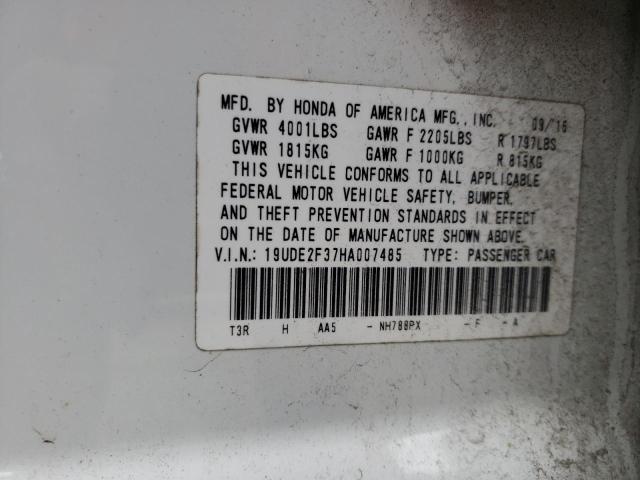 MFD. BY HONDA OF AMERICA MFG., INC. 09/16
GVWR 4001LBS GAWR F 2205LBS R 1797LBS
GVWR 1815KG GAWR F 1000KG R 815KG
THIS VEHICLE CONFORMS TO ALL APPLICABLE
FEDERAL MOTOR VEHICLE SAFETY, BUMPER,
AND THEFT PREVENTION STANDARDS IN EFFECT
ON THE DATE OF MANUFACTURE SHOWN ABOVE.
V.I.N.: 19UDE2F37HA007485 TYPE: PASSENGER CAR
T3R H AA5 - NH788PX - F - A